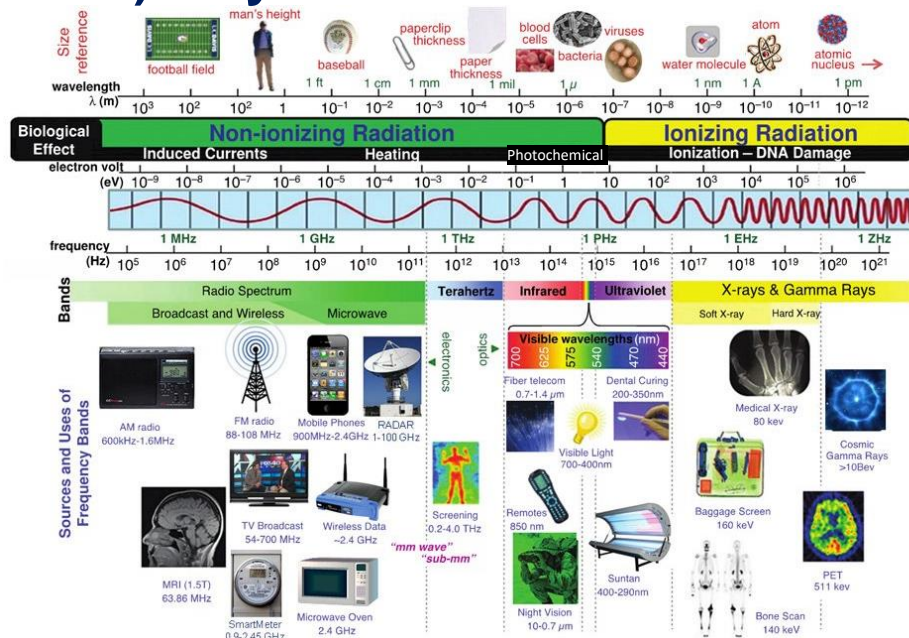 Size reference
football field
man's height
baseball
paperclip thickness
paper thickness
blood cells
bacteria
viruses
water molecule
atom
atomic nucleus
wavelength
λ (m)
1 ft
1 cm
1 mm
1 mil
1 µ
1 nm
1 A
1 pm
10³ 10² 10² 1 10⁻¹ 10⁻² 10⁻³ 10⁻⁴ 10⁻⁵ 10⁻⁶ 10⁻⁷ 10⁻⁸ 10⁻⁹ 10⁻¹⁰ 10⁻¹¹ 10⁻¹²
Biological Effect
Non-ionizing Radiation
Ionizing Radiation
Induced Currents
Heating
Photochemical
Ionization – DNA Damage
electron volt
(eV) 10⁻⁹ 10⁻⁸ 10⁻⁷ 10⁻⁶ 10⁻⁵ 10⁻⁴ 10⁻³ 10⁻² 10⁻¹ 1 10 10² 10³ 10⁴ 10⁵ 10⁶
frequency
1 MHz 1 GHz 1 THz 1 PHz 1 EHz 1 ZHz
(Hz) 10⁵ 10⁶ 10⁷ 10⁸ 10⁹ 10¹⁰ 10¹¹ 10¹² 10¹³ 10¹⁴ 10¹⁵ 10¹⁶ 10¹⁷ 10¹⁸ 10¹⁹ 10²⁰ 10²¹
Bands
Radio Spectrum
Terahertz
Infrared
Ultraviolet
X-rays & Gamma Rays
Broadcast and Wireless
Microwave
Soft X-ray
Hard X-ray
electronics
optics
Visible wavelengths (nm)
700 625 575 540 470 440
Sources and Uses of
Frequency Bands
AM radio
600kHz-1.6MHz
FM radio
88-108 MHz
Mobile Phones
900MHz-2.4GHz
RADAR
1-100 GHz
Fiber telecom
0.7-1.4 µm
Dental Curing
200-350nm
Visible Light
700-400nm
Medical X-ray
80 kev
Cosmic
Gamma Rays
>10Bev
TV Broadcast
54-700 MHz
Wireless Data
~2.4 GHz
Screening
0.2-4.0 THz
"mm wave"
"sub-mm"
Remotes
850 nm
Baggage Screen
160 keV
MRI (1.5T)
63.86 MHz
SmartMeter
0.9-2.45 GHz
Microwave Oven
2.4 GHz
Night Vision
10-0.7 µm
Suntan
400-290nm
Bone Scan
140 keV
PET
511 kev